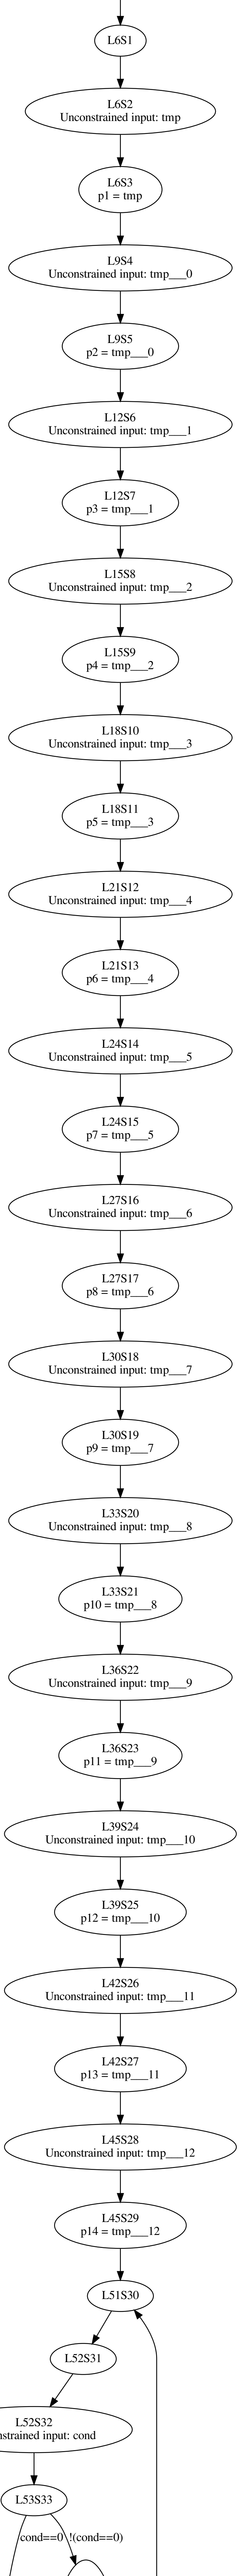 L6S1
L6S2
Unconstrained input: tmp
L6S3
p1 = tmp
L9S4
Unconstrained input: tmp___0
L9S5
p2 = tmp___0
L12S6
Unconstrained input: tmp___1
L12S7
p3 = tmp___1
L15S8
Unconstrained input: tmp___2
L15S9
p4 = tmp___2
L18S10
Unconstrained input: tmp___3
L18S11
p5 = tmp___3
L21S12
Unconstrained input: tmp___4
L21S13
p6 = tmp___4
L24S14
Unconstrained input: tmp___5
L24S15
p7 = tmp___5
L27S16
Unconstrained input: tmp___6
L27S17
p8 = tmp___6
L30S18
Unconstrained input: tmp___7
L30S19
p9 = tmp___7
L33S20
Unconstrained input: tmp___8
L33S21
p10 = tmp___8
L36S22
Unconstrained input: tmp___9
L36S23
p11 = tmp___9
L39S24
Unconstrained input: tmp___10
L39S25
p12 = tmp___10
L42S26
Unconstrained input: tmp___11
L42S27
p13 = tmp___11
L45S28
Unconstrained input: tmp___12
L45S29
p14 = tmp___12
L51S30
L52S31
L52S32
nstrained input: cond
L53S33
cond==0 !(cond==0)